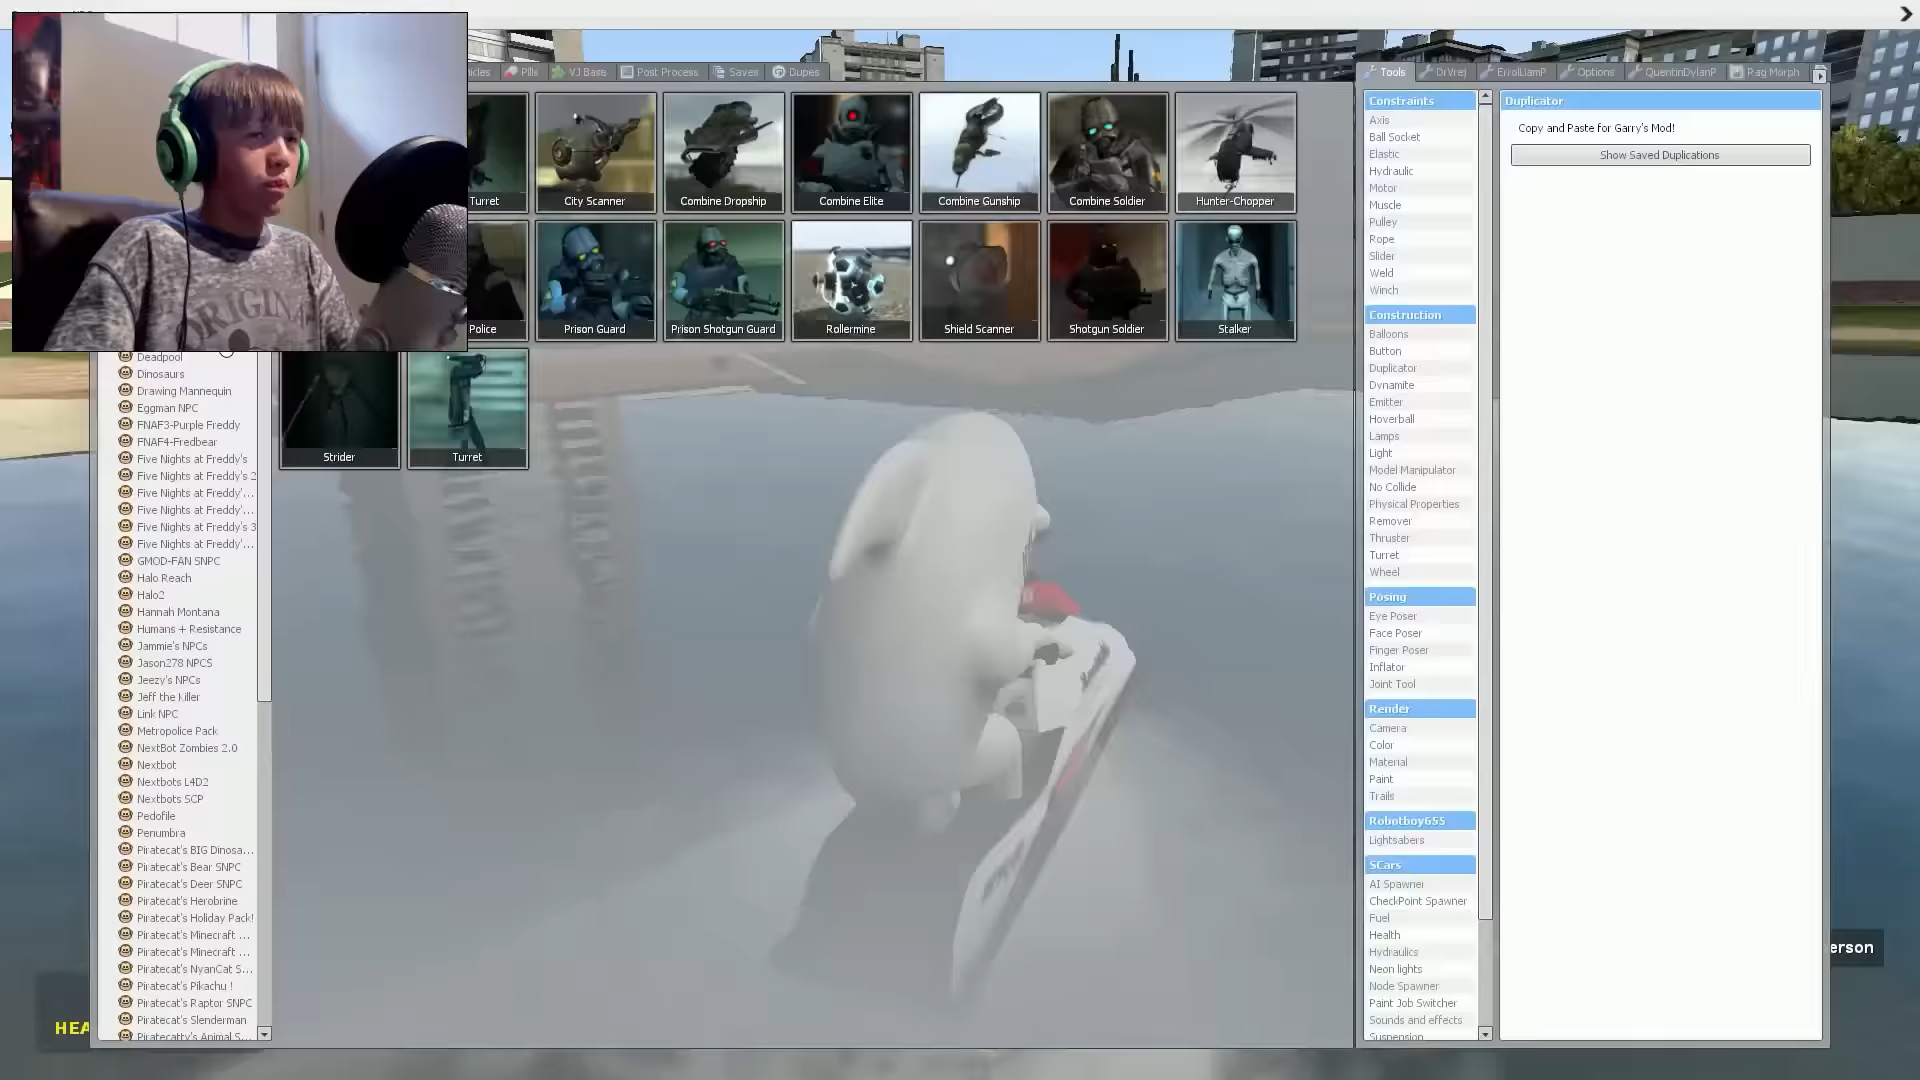 Pills
VJ Base
Post Process
Saves
Dupes
Tools
DrVrej
ErrolLiamP
Options
QuentinDylanP
Rag Morph
ORIGIN
Turret
City Scanner
Combine Dropship
Combine Elite
Combine Gunship
Combine Soldier
Hunter-Chopper
Police
Prison Guard
Prison Shotgun Guard
Rollermine
Shield Scanner
Shotgun Soldier
Stalker
Strider
Turret
Deadpool
Dinosaurs
Drawing Mannequin
Eggman NPC
FNAF3-Purple Freddy
FNAF4-Fredbear
Five Nights at Freddy's
Five Nights at Freddy's 2
Five Nights at Freddy'...
Five Nights at Freddy'...
Five Nights at Freddy's 3
Five Nights at Freddy'...
GMOD-FAN SNPC
Halo Reach
Halo2
Hannah Montana
Humans + Resistance
Jammie's NPCs
Jason278 NPCS
Jeezy's NPCs
Jeff the Killer
Link NPC
Metropolice Pack
NextBot Zombies 2.0
Nextbot
Nextbots L4D2
Nextbots SCP
Pedofile
Penumbra
Piratecat's BIG Dinosa...
Piratecat's Bear SNPC
Piratecat's Deer SNPC
Piratecat's Herobrine
Piratecat's Holiday Pack!
Piratecat's Minecraft ...
Piratecat's Minecraft ...
Piratecat's NyanCat S...
Piratecat's Pikachu !
Piratecat's Raptor SNPC
Piratecat's Slenderman
Piratecatty's Animal S...
HEA
Constraints
Axis
Ball Socket
Elastic
Hydraulic
Motor
Muscle
Pulley
Rope
Slider
Weld
Winch
Construction
Balloons
Button
Duplicator
Dynamite
Emitter
Hoverball
Lamps
Light
Model Manipulator
No Collide
Physical Properties
Remover
Thruster
Turret
Wheel
Posing
Eye Poser
Face Poser
Finger Poser
Inflator
Joint Tool
Render
Camera
Color
Material
Paint
Trails
Robotboy655
Lightsabers
SCars
AI Spawner
CheckPoint Spawner
Fuel
Health
Hydraulics
Neon lights
Node Spawner
Paint Job Switcher
Sounds and effects
Suspension
Duplicator
Copy and Paste for Garry's Mod!
Show Saved Duplications
erson